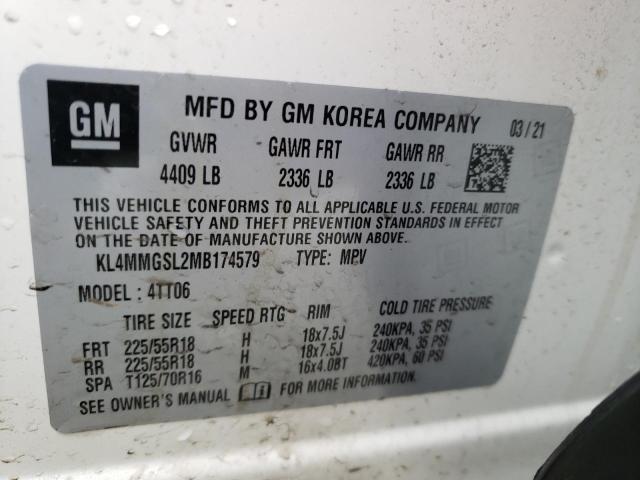 GM
MFD BY GM KOREA COMPANY 03 / 21
GVWR GAWR FRT GAWR RR
4409 LB 2336 LB 2336 LB
THIS VEHICLE CONFORMS TO ALL APPLICABLE U.S. FEDERAL MOTOR
VEHICLE SAFETY AND THEFT PREVENTION STANDARDS IN EFFECT
ON THE DATE OF MANUFACTURE SHOWN ABOVE.
KL4MMGSL2MB174579 TYPE: MPV
MODEL : 4TT06
TIRE SIZE SPEED RTG RIM COLD TIRE PRESSURE
FRT 225/55R18 H 18x7.5J 240KPA, 35 PSI
RR 225/55R18 H 18x7.5J 240KPA, 35 PSI
SPA T125/70R16 M 16x4.0BT 420KPA, 60 PSI
SEE OWNER'S MANUAL FOR MORE INFORMATION.